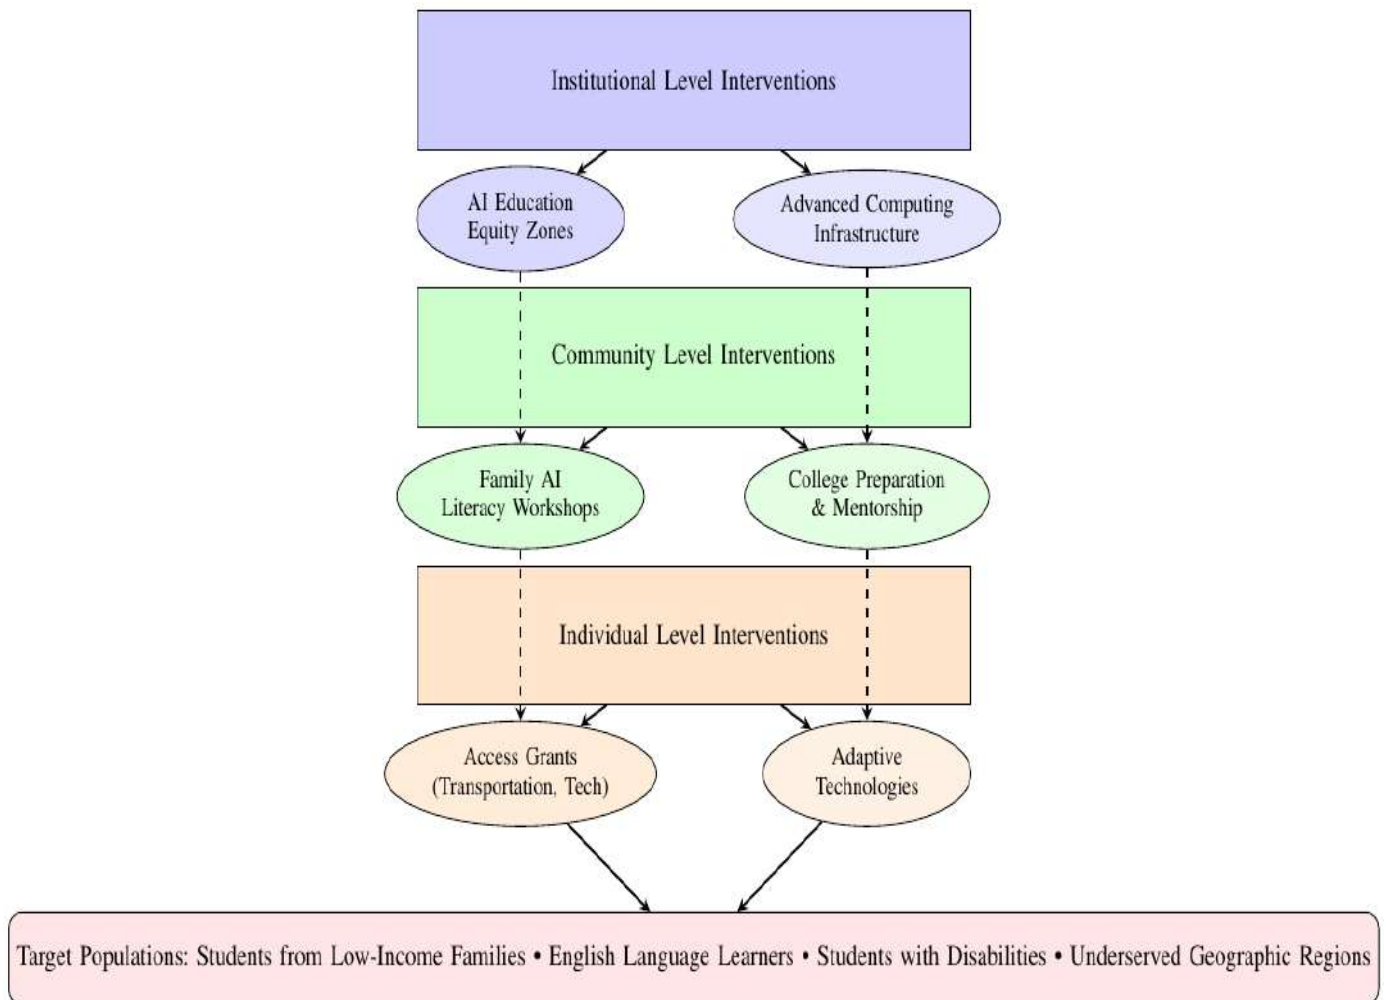 Institutional Level Interventions
AI Education
Equity Zones
Advanced Computing
Infrastructure
Community Level Interventions
Family AI
Literacy Workshops
College Preparation
& Mentorship
Individual Level Interventions
Access Grants
(Transportation, Tech)
Adaptive
Technologies
Target Populations: Students from Low-Income Families • English Language Learners • Students with Disabilities • Underserved Geographic Regions